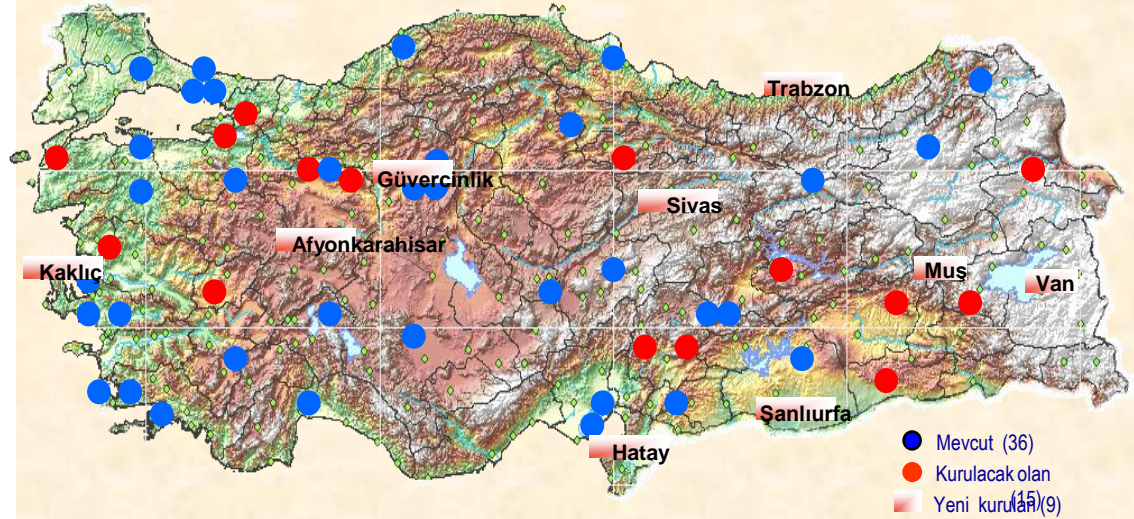 Trabzon
Güvercinlik
Sivas
Afyonkarahisar
Kaklıç
Muş
Van
Şanlıurfa
Hatay
Mevcut (36)
Kurulacak olan
(15)
Yeni kurulan (9)